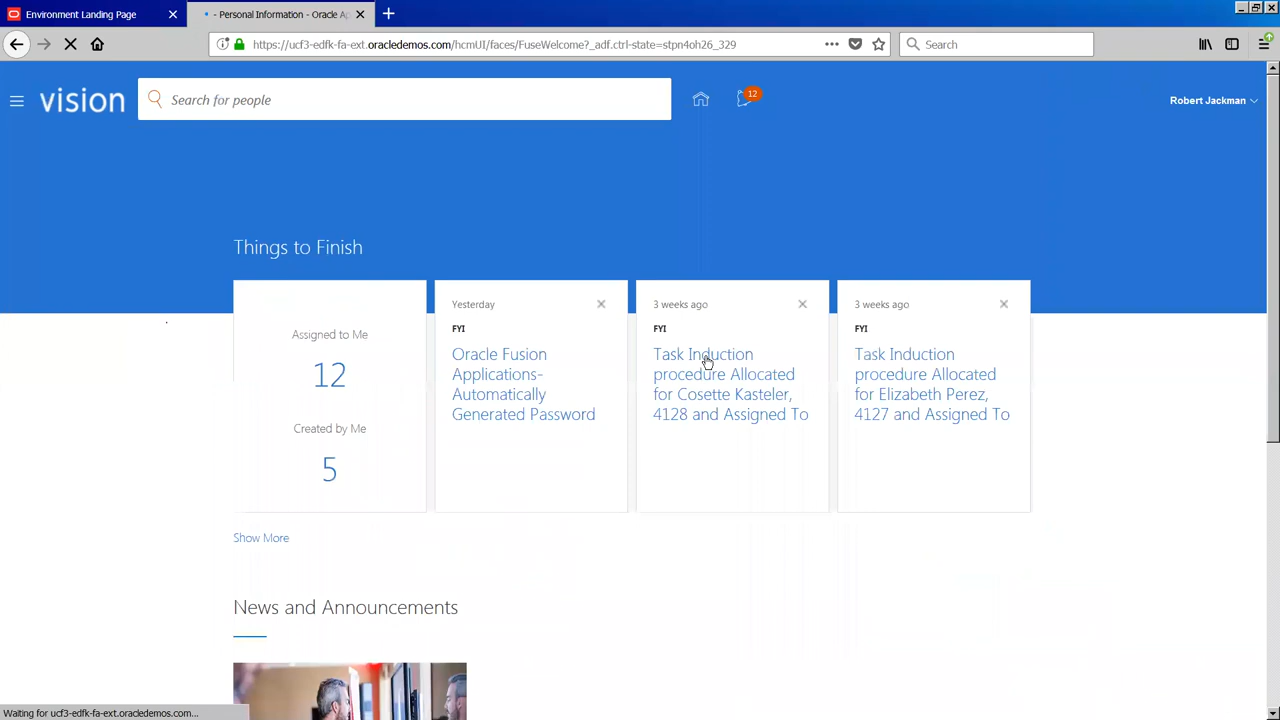 Environment Landing Page
- Personal Information - Oracle Ap
https://ucf3-edfk-fa-ext.oracledemos.com/hcmUI/faces/FuseWelcome?_adf.ctrl-state=stpn4oh26_329
Search
vision
Search for people
12
Robert Jackman
Things to Finish
Assigned to Me
12
Created by Me
5
Yesterday
FYI
Oracle Fusion
Applications-
Automatically
Generated Password
3 weeks ago
FYI
Task Induction
procedure Allocated
for Cosette Kasteler,
4128 and Assigned To
3 weeks ago
FYI
Task Induction
procedure Allocated
for Elizabeth Perez,
4127 and Assigned To
Show More
News and Announcements
Waiting for ucf3-edfk-fa-ext.oracledemos.com...